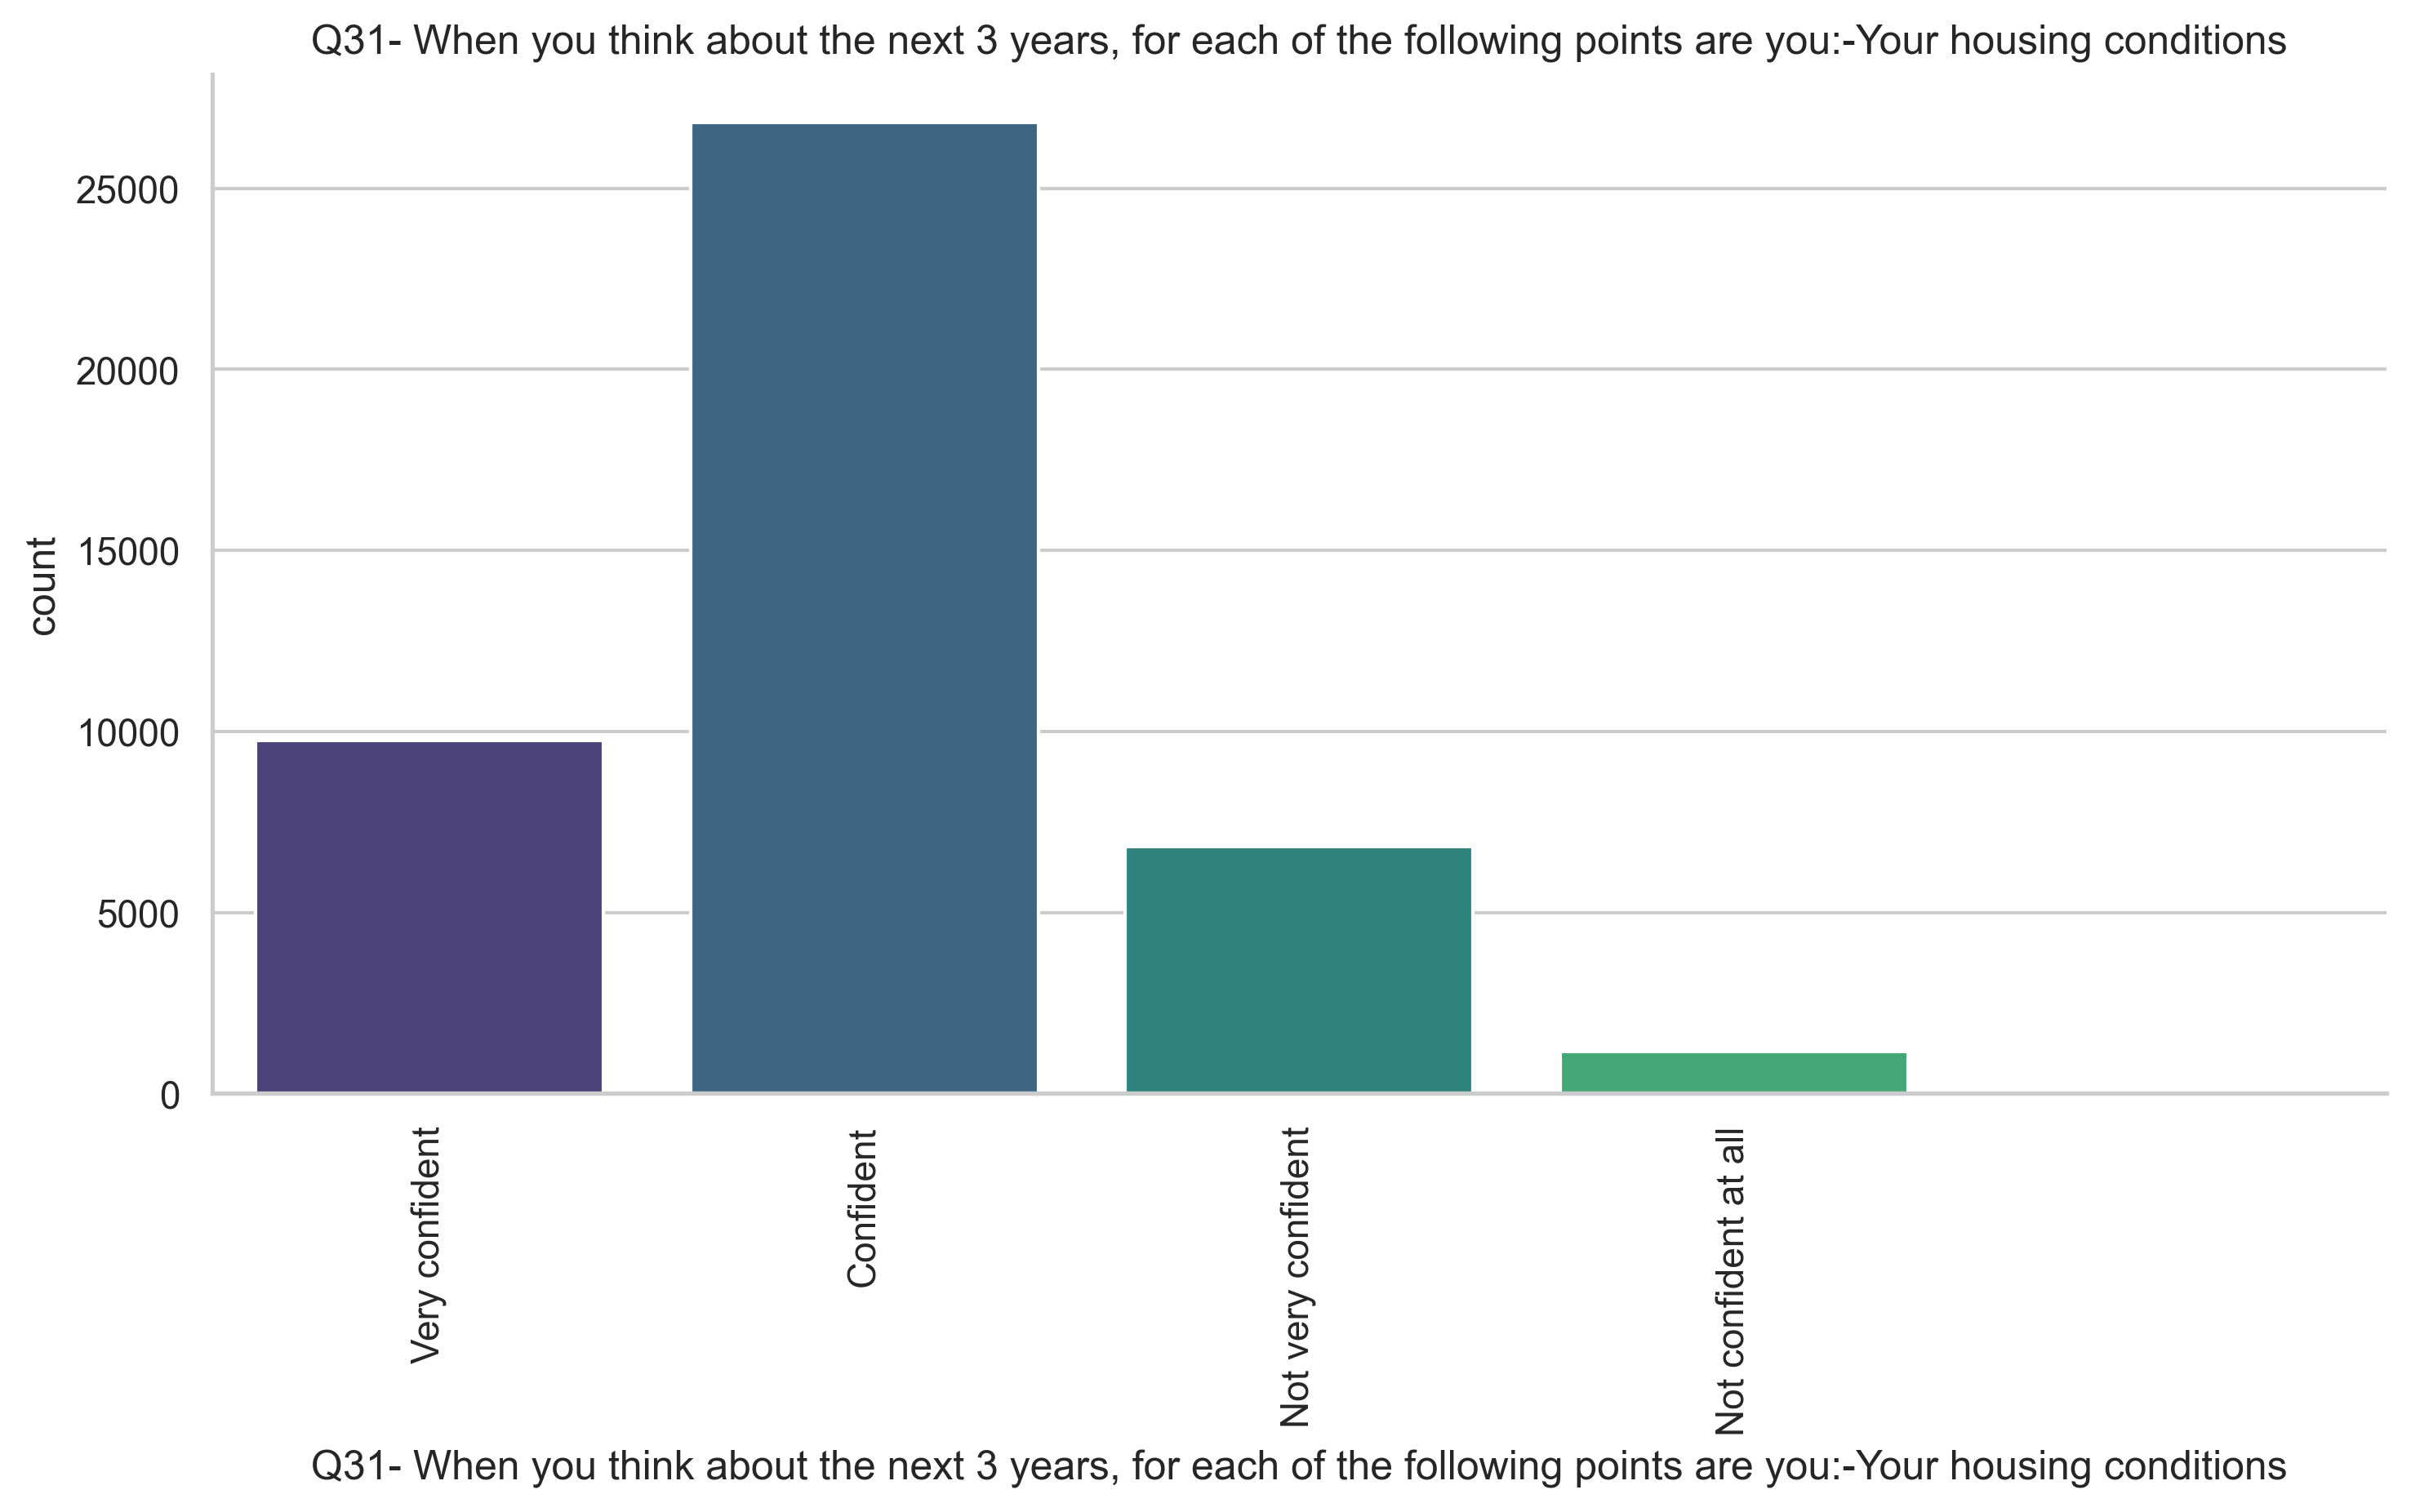 Q31- When you think about the next 3 years, for each of the following points are you:-Your housing conditions
25000
20000
15000
10000
5000
0
count
Very confident
Confident
Not very confident
Not confident at all
Q31- When you think about the next 3 years, for each of the following points are you:-Your housing conditions